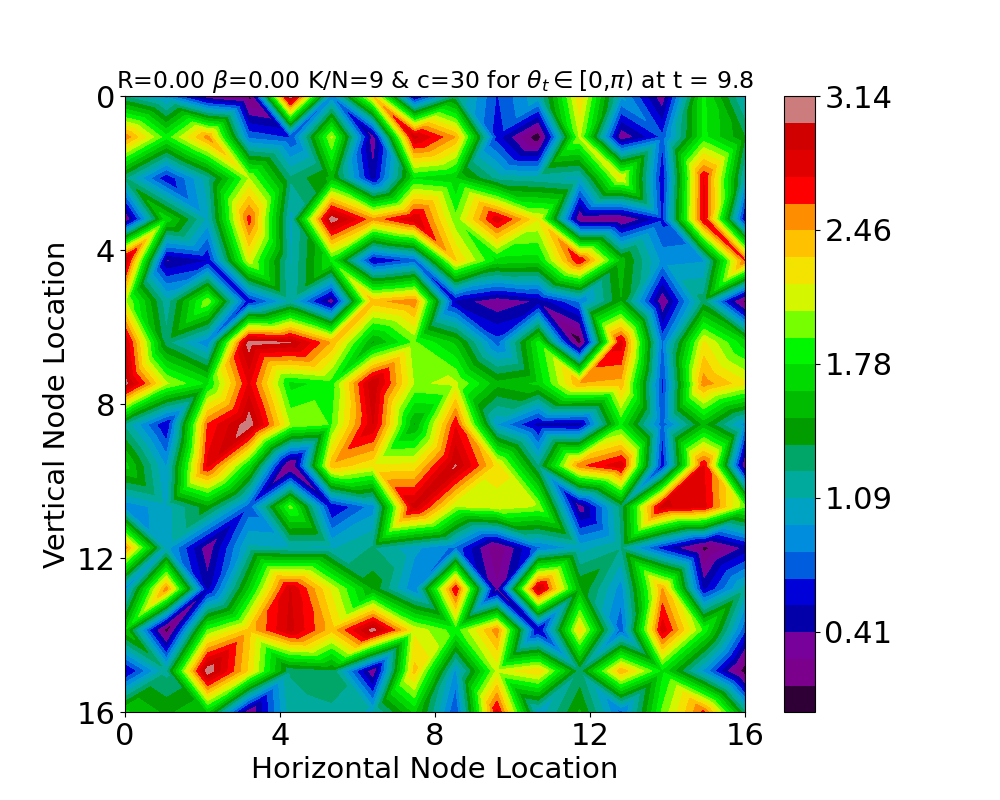 R=0.00 β=0.00 K/N=9 & c=30 for θₜ ∈ [0,π) at t = 9.8
0
4
8
12
16
Vertical Node Location
0 4 8 12 16
Horizontal Node Location
3.14
2.46
1.78
1.09
0.41